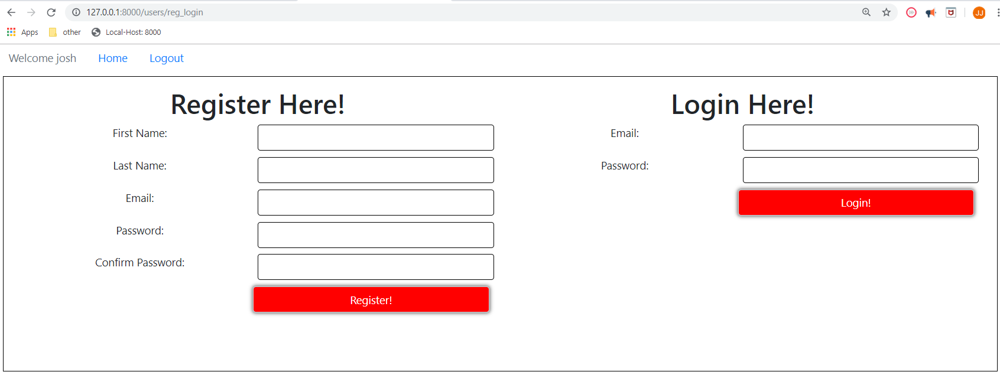 127.0.0.1:8000/users/reg_login
JJ
Apps other Local-Host: 8000
Welcome josh Home Logout
Register Here!
First Name:
Last Name:
Email:
Password:
Confirm Password:
Register!
Login Here!
Email:
Password:
Login!